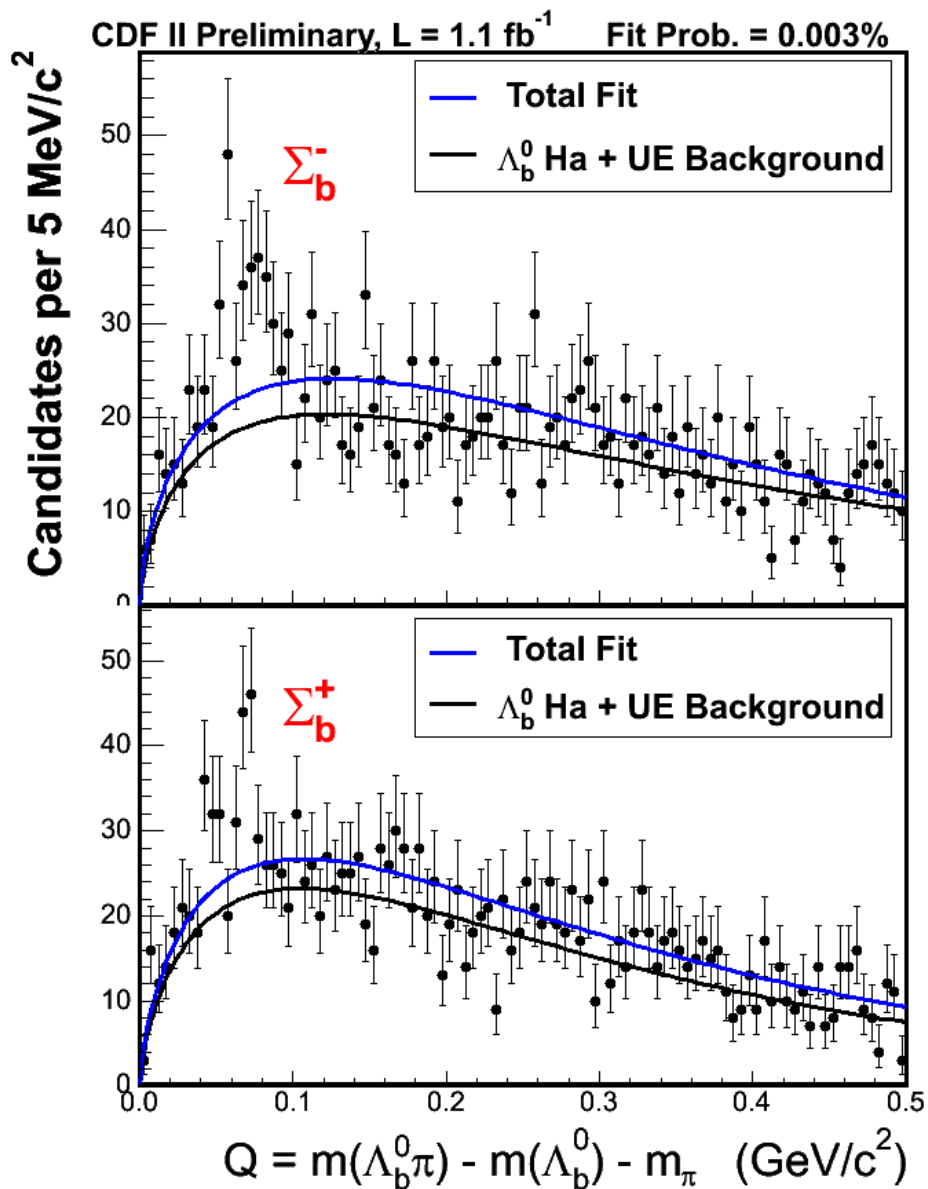 CDF II Preliminary, L = 1.1 fb⁻¹ Fit Prob. = 0.003%
Candidates per 5 MeV/c²
50
40
30
20
10
0
Σb⁻
Total Fit
Λb⁰ Ha + UE Background
50
40
30
20
10
0
Σb⁺
Total Fit
Λb⁰ Ha + UE Background
0.0 0.1 0.2 0.3 0.4 0.5
Q = m(Λb⁰π) - m(Λb⁰) - mπ (GeV/c²)